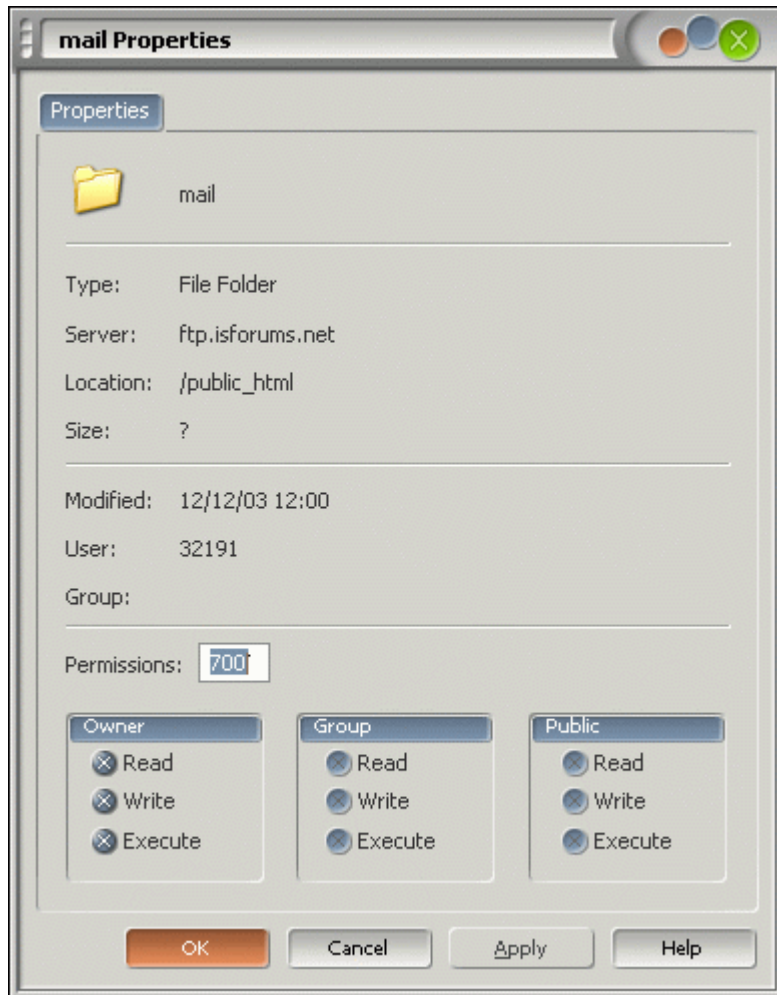 mail Properties
Properties
mail
Type: File Folder
Server: ftp.isforums.net
Location: /public_html
Size: ?
Modified: 12/12/03 12:00
User: 32191
Group:
Permissions: 700
Owner Group Public
Read Read Read
Write Write Write
Execute Execute Execute
OK Cancel Apply Help